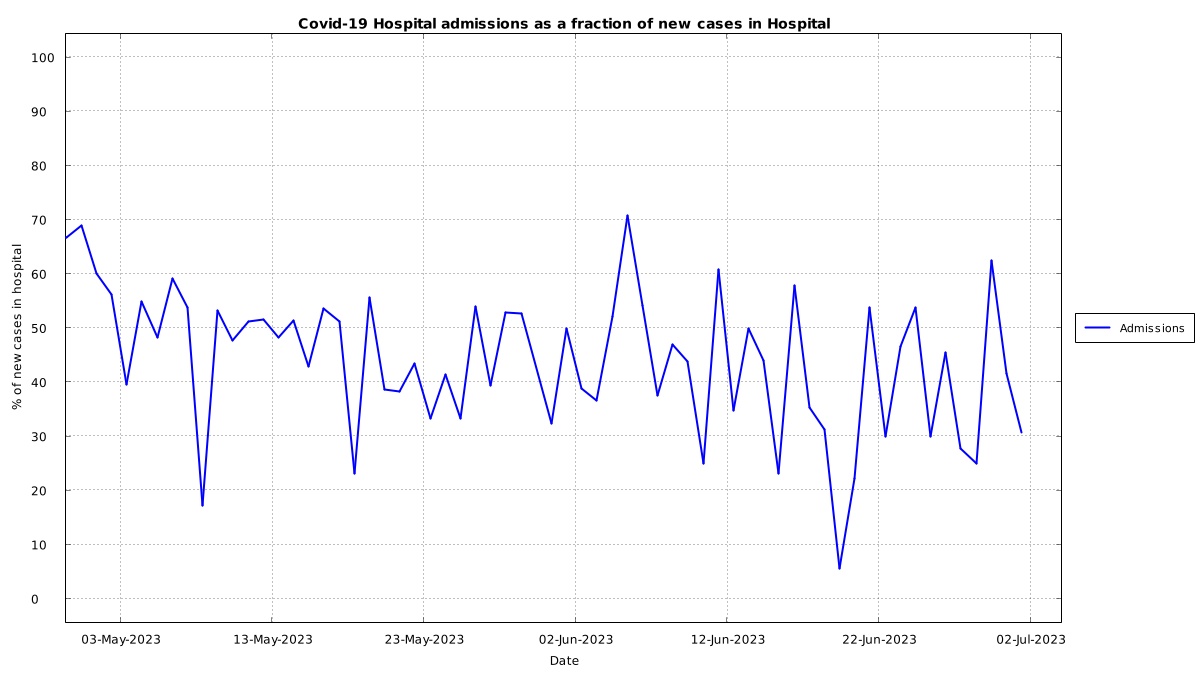 Covid-19 Hospital admissions as a fraction of new cases in Hospital
100
90
80
70
60
50
40
30
20
10
0
% of new cases in hospital
03-May-2023 13-May-2023 23-May-2023 02-Jun-2023 12-Jun-2023 22-Jun-2023 02-Jul-2023
Date
Admissions